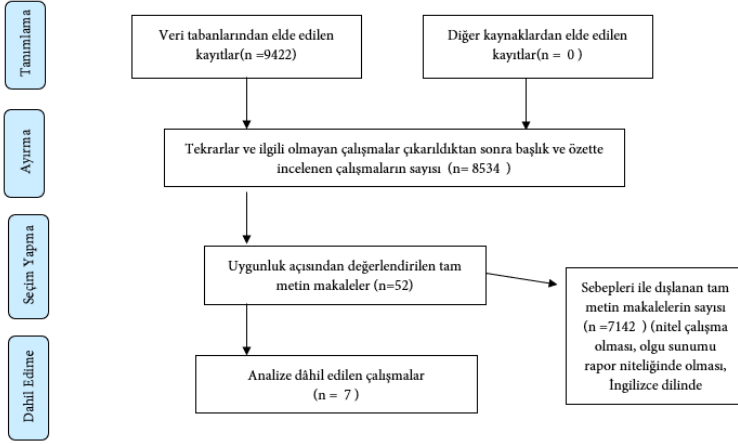 Tanımlama
Veri tabanlarından elde edilen
kayıtlar(n =9422)
Diğer kaynaklardan elde edilen
kayıtlar(n = 0 )
Ayırma
Tekrarlar ve ilgili olmayan çalışmalar çıkarıldıktan sonra başlık ve özette
incelenen çalışmaların sayısı (n= 8534 )
Seçim Yapma
Uygunluk açısından değerlendirilen tam
metin makaleler (n=52)
Sebepleri ile dışlanan tam
metin makalelerin sayısı
(n =7142 ) (nitel çalışma
olması, olgu sunumu
rapor niteliğinde olması,
İngilizce dilinde
Dahil Edime
Analize dâhil edilen çalışmalar
(n = 7 )